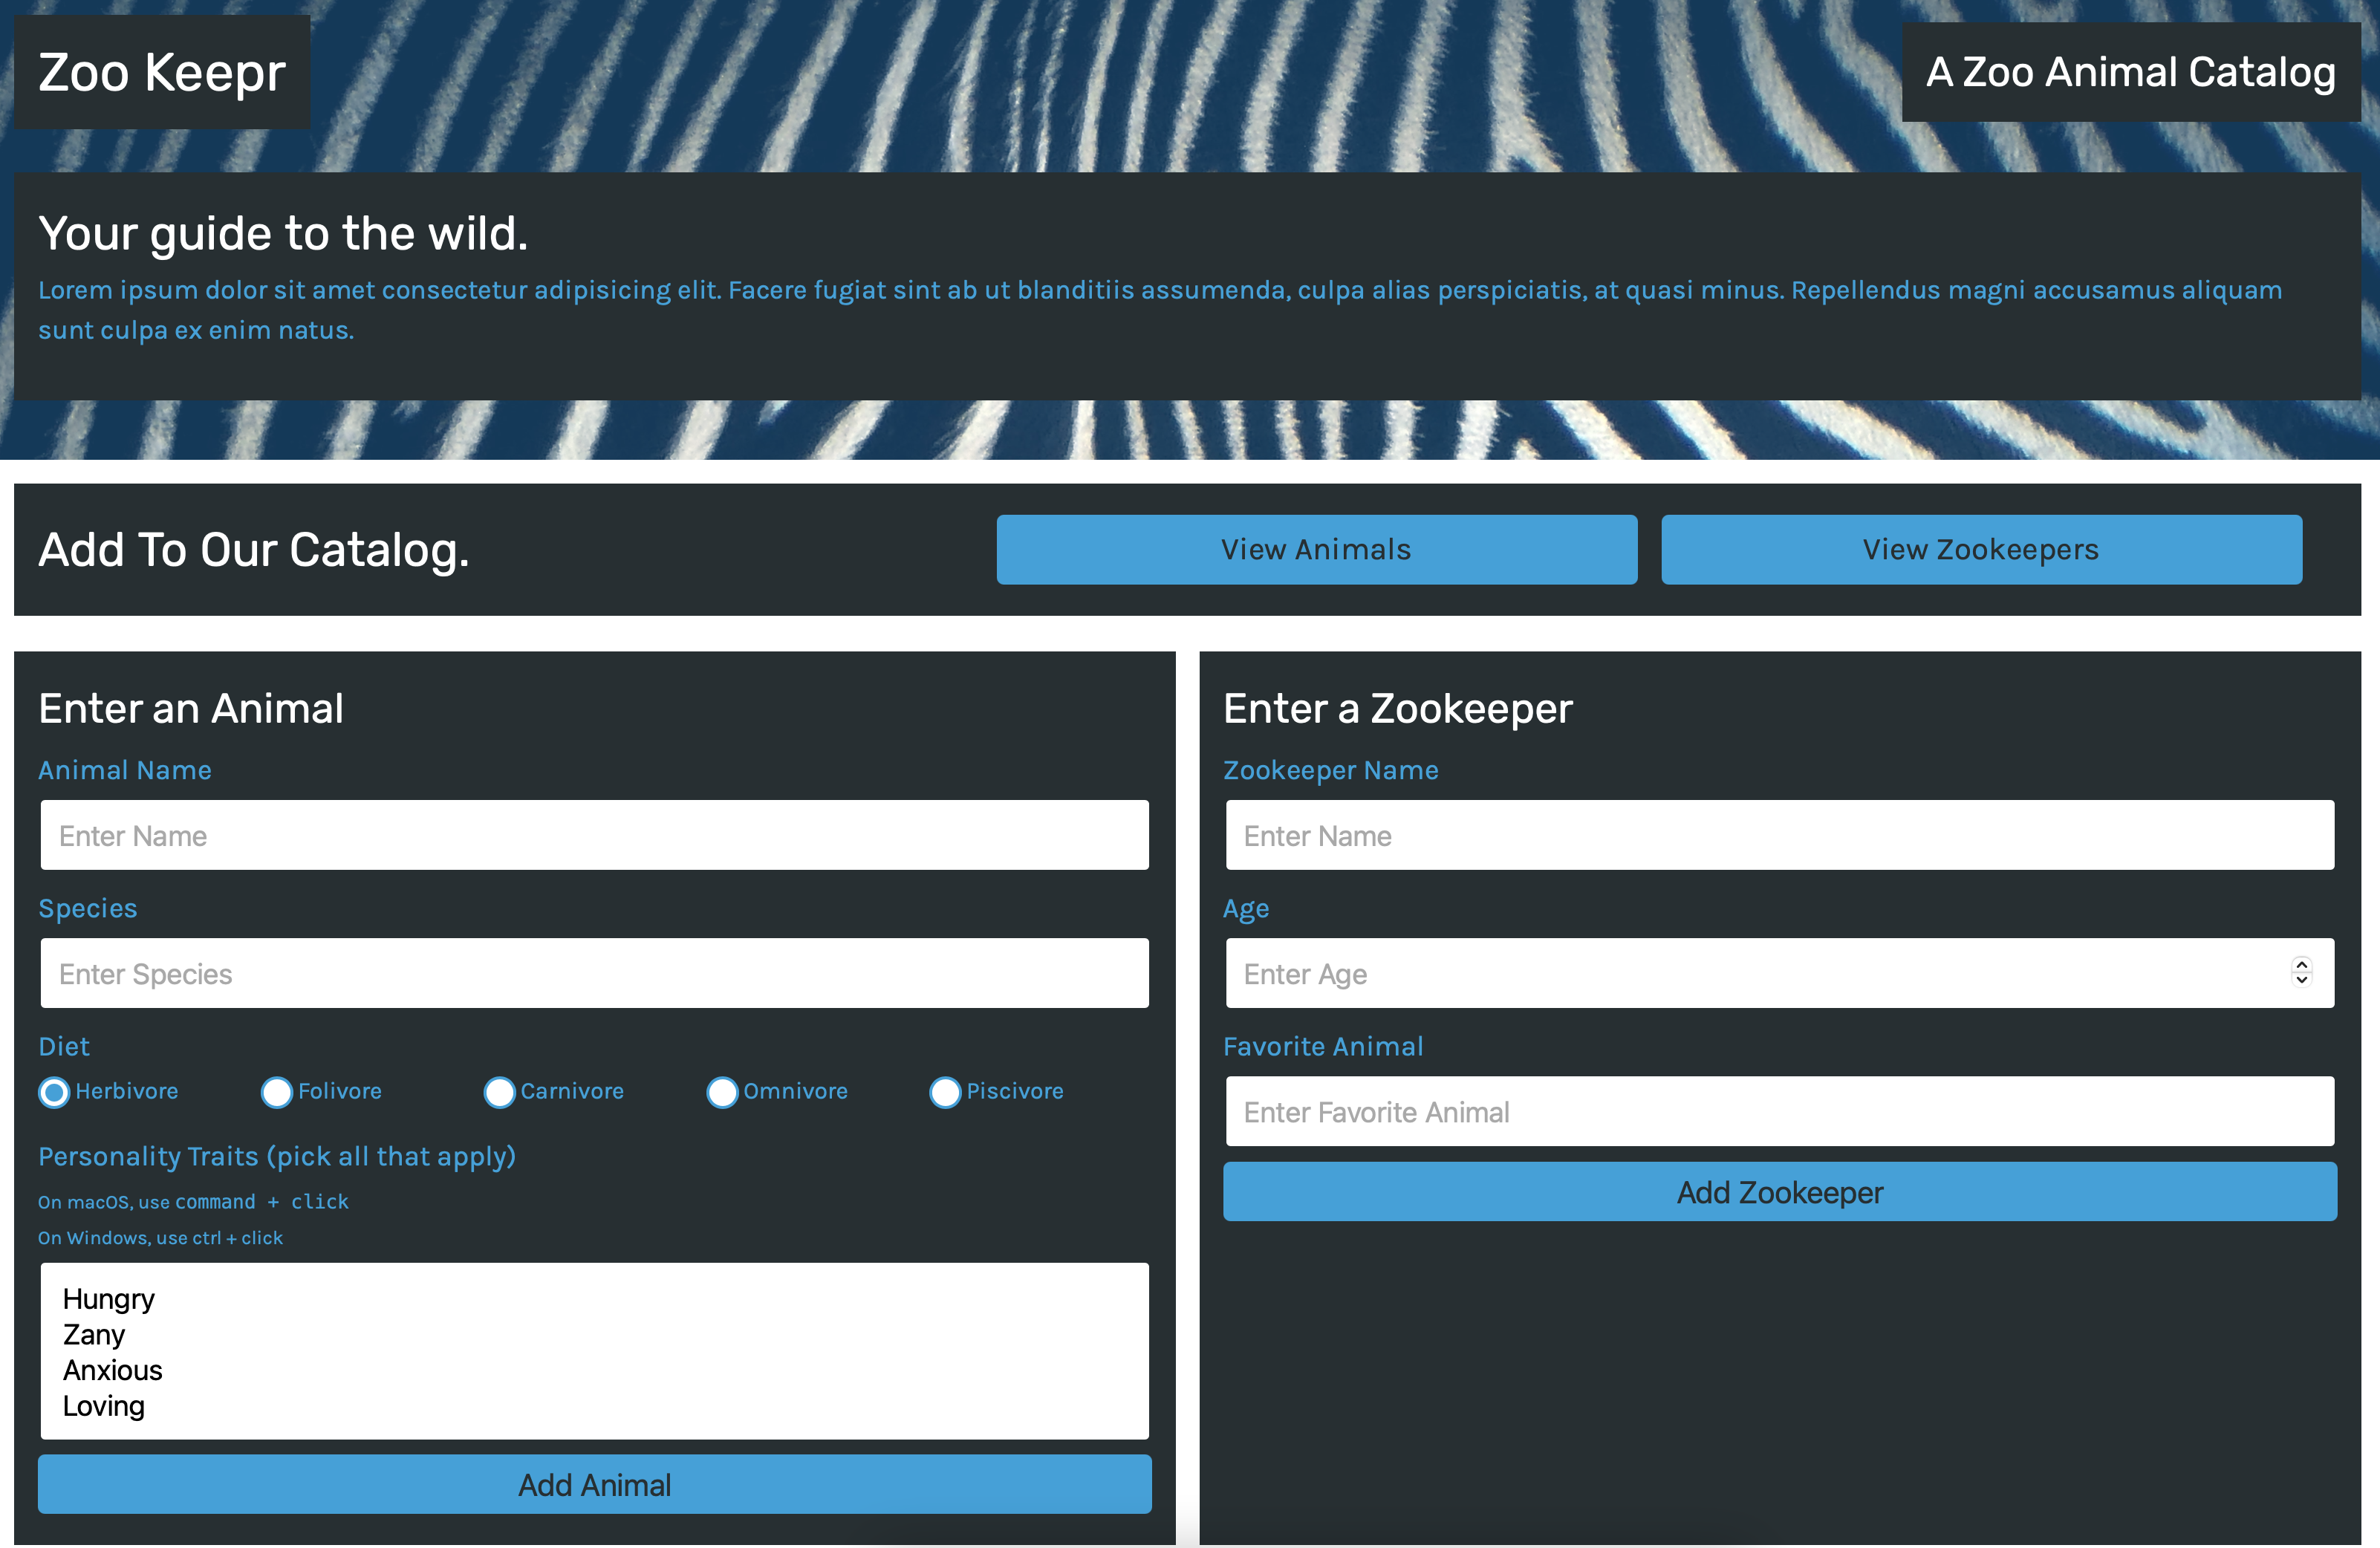 Zoo Keepr
A Zoo Animal Catalog
Your guide to the wild.
Lorem ipsum dolor sit amet consectetur adipisicing elit. Facere fugiat sint ab ut blanditiis assumenda, culpa alias perspiciatis, at quasi minus. Repellendus magni accusamus aliquam
sunt culpa ex enim natus.
Add To Our Catalog.
View Animals
View Zookeepers
Enter an Animal
Animal Name
Enter Name
Species
Enter Species
Diet
Herbivore
Folivore
Carnivore
Omnivore
Piscivore
Personality Traits (pick all that apply)
On macOS, use command + click
On Windows, use ctrl + click
Hungry
Zany
Anxious
Loving
Add Animal
Enter a Zookeeper
Zookeeper Name
Enter Name
Age
Enter Age
Favorite Animal
Enter Favorite Animal
Add Zookeeper